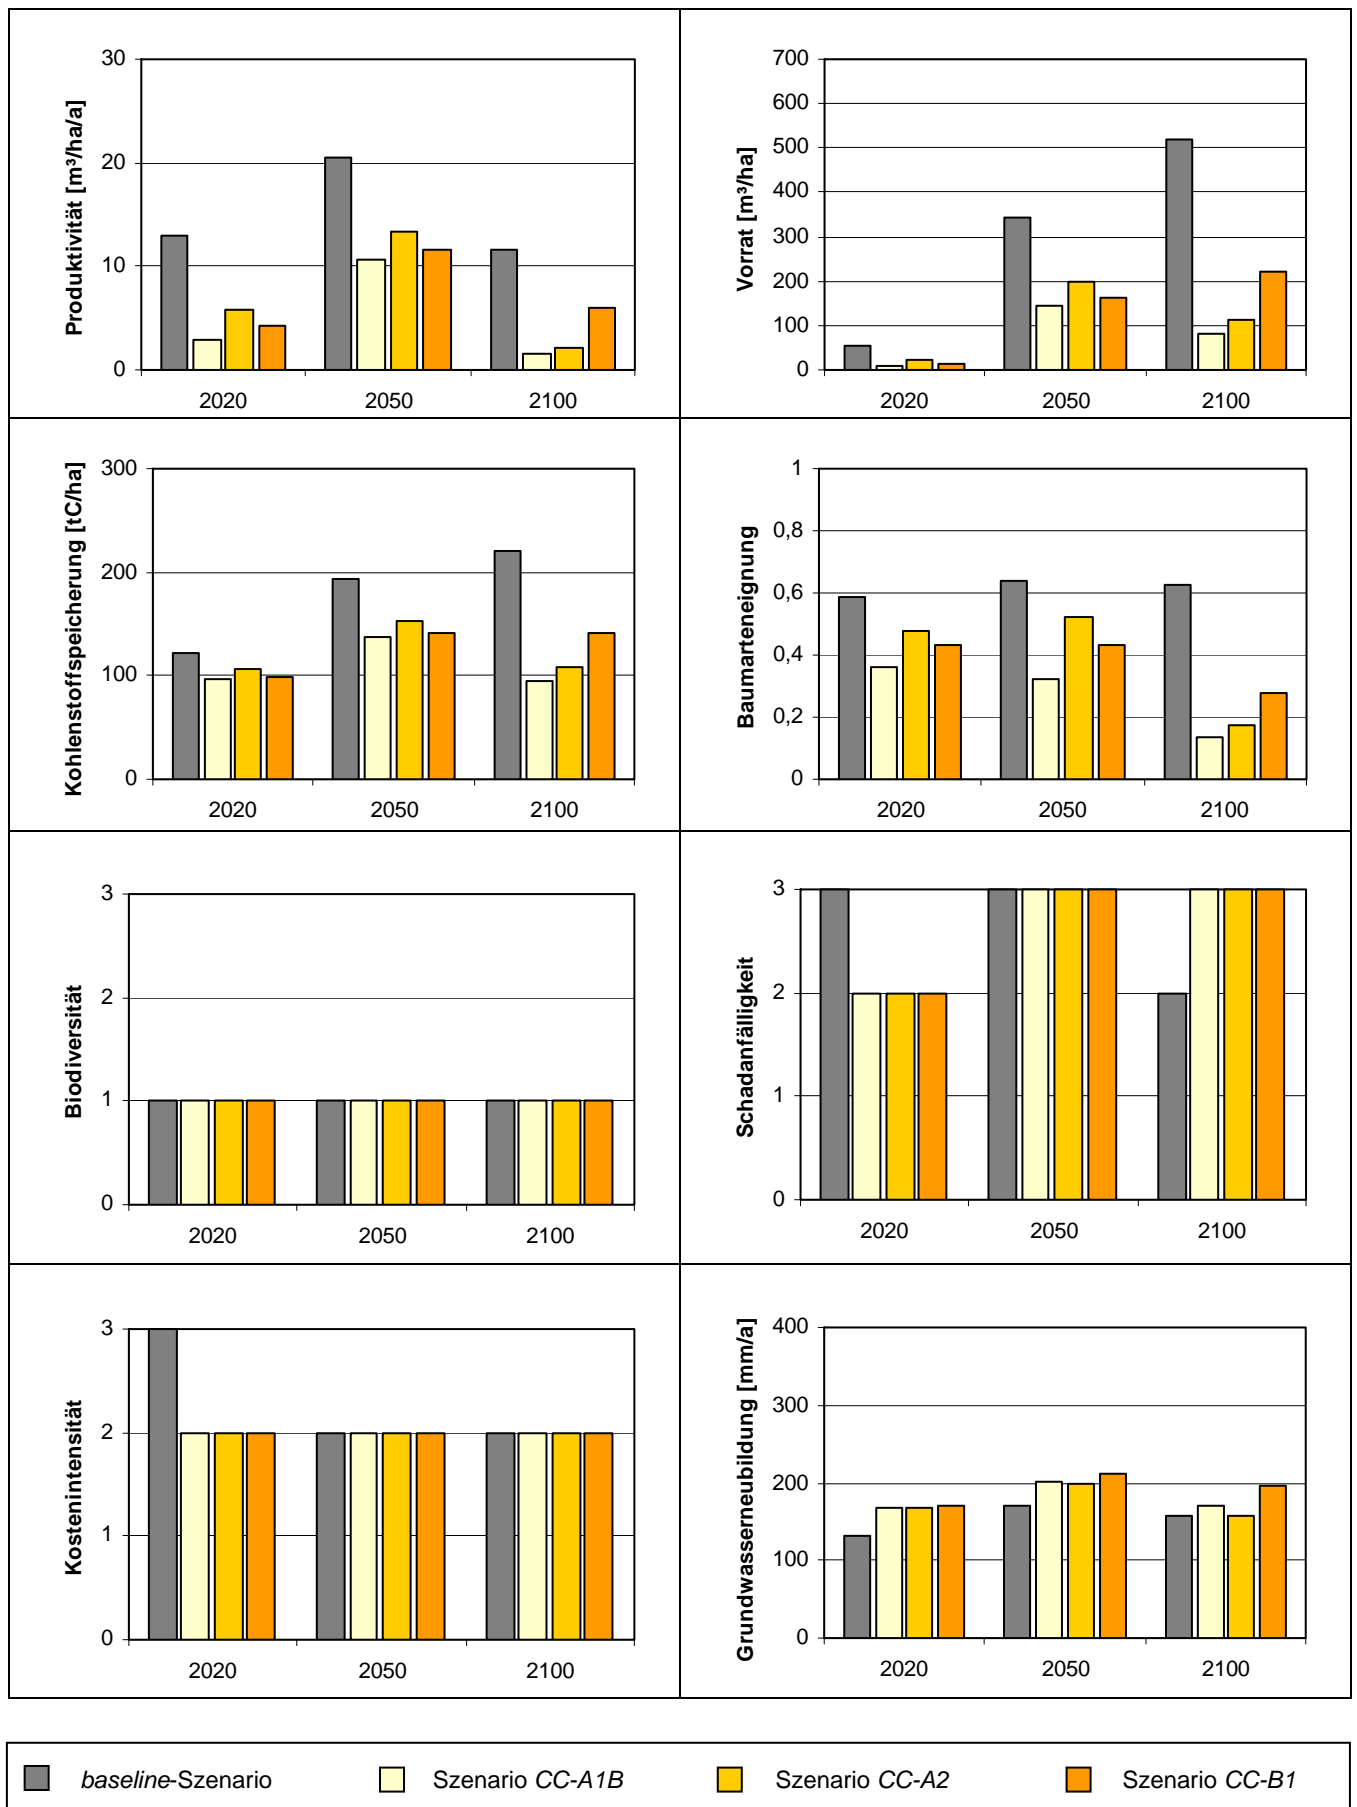 Produktivität [m³/ha/a]
30
20
10
0
2020 2050 2100
Vorrat [m³/ha]
700
600
500
400
300
200
100
0
2020 2050 2100
Kohlenstoffspeicherung [tC/ha]
300
200
100
0
2020 2050 2100
Baumarteneignung
1
0,8
0,6
0,4
0,2
0
2020 2050 2100
Biodiversität
3
2
1
0
2020 2050 2100
Schadanfälligkeit
3
2
1
0
2020 2050 2100
Kostenintensität
3
2
1
0
2020 2050 2100
Grundwasserneubildung [mm/a]
400
300
200
100
0
2020 2050 2100
baseline-Szenario Szenario CC-A1B Szenario CC-A2 Szenario CC-B1